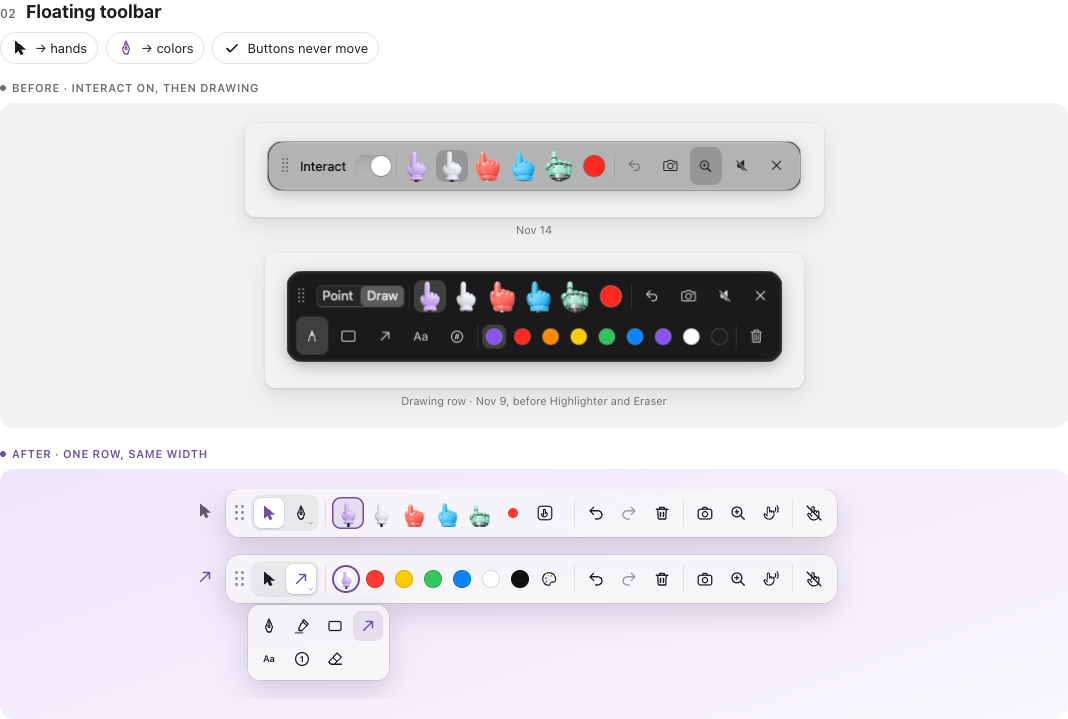 02 Floating toolbar
→ hands
→ colors
Buttons never move
BEFORE · INTERACT ON, THEN DRAWING
Interact
Nov 14
Point Draw
Aa #
Drawing row · Nov 9, before Highlighter and Eraser
AFTER · ONE ROW, SAME WIDTH
Aa 1